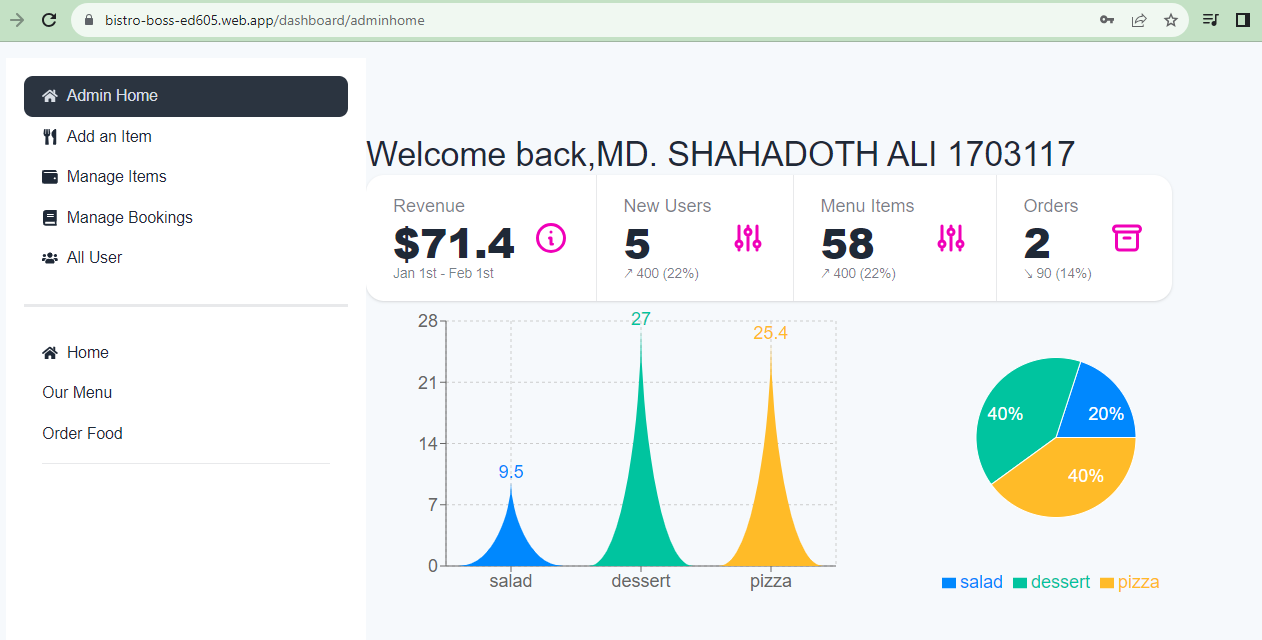 bistro-boss-ed605.web.app/dashboard/adminhome
Admin Home
Add an Item
Manage Items
Manage Bookings
All User
Home
Our Menu
Order Food
Welcome back,MD. SHAHADOTH ALI 1703117
Revenue
$71.4
Jan 1st - Feb 1st
New Users
5
↗︎ 400 (22%)
Menu Items
58
↗︎ 400 (22%)
Orders
2
↘︎ 90 (14%)
28
21
14
7
0
9.5
27
25.4
salad dessert pizza
40%
20%
40%
salad dessert pizza